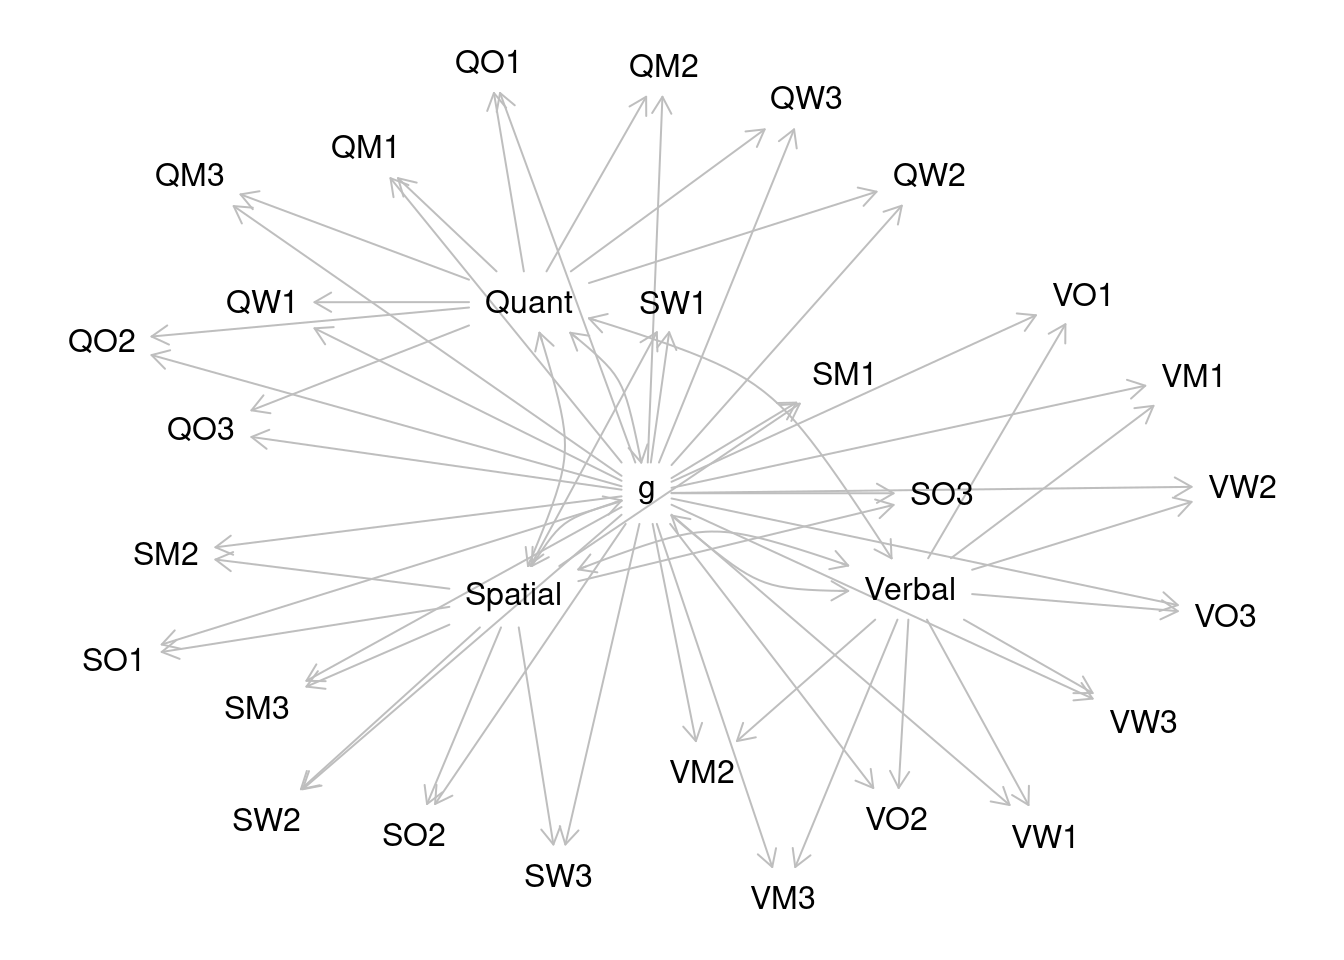 QO1
QM2
QW3
QM1
QM3
QW2
QW1
Quant
SW1
VO1
QO2
SM1
VM1
QO3
g
SO3
VW2
SM2
Spatial
Verbal
VO3
SO1
SM3
VW3
VM2
SW2
SO2
VO2
VW1
SW3
VM3